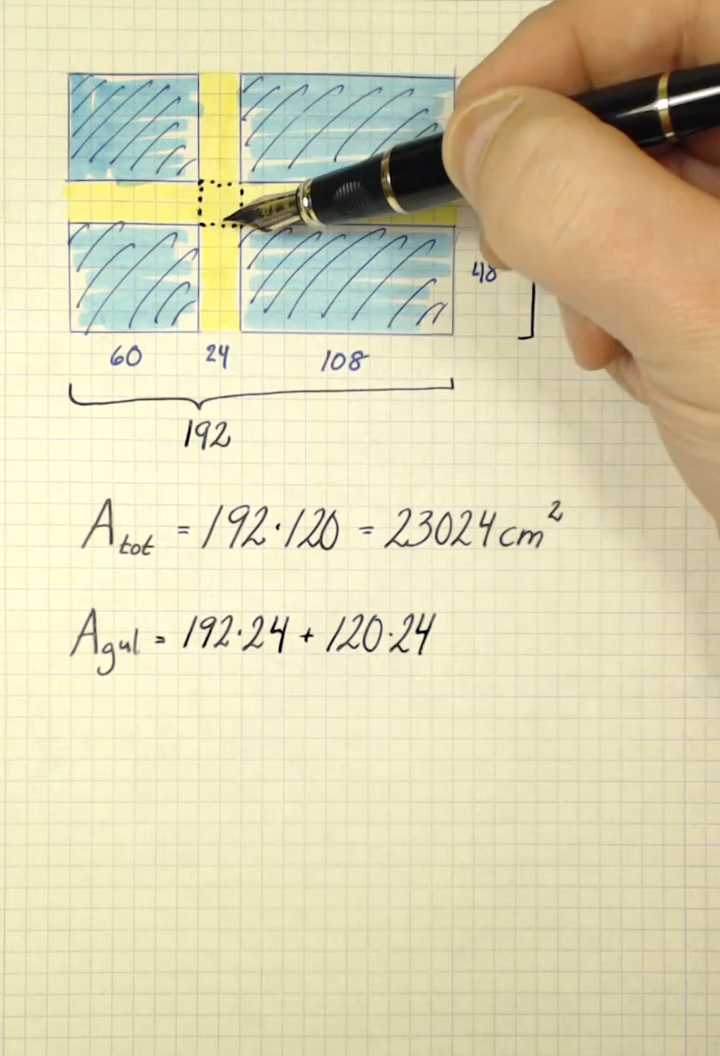 48
60 24 108
192
A_tot = 192·120 = 23024 cm²
A_gul = 192·24 + 120·24